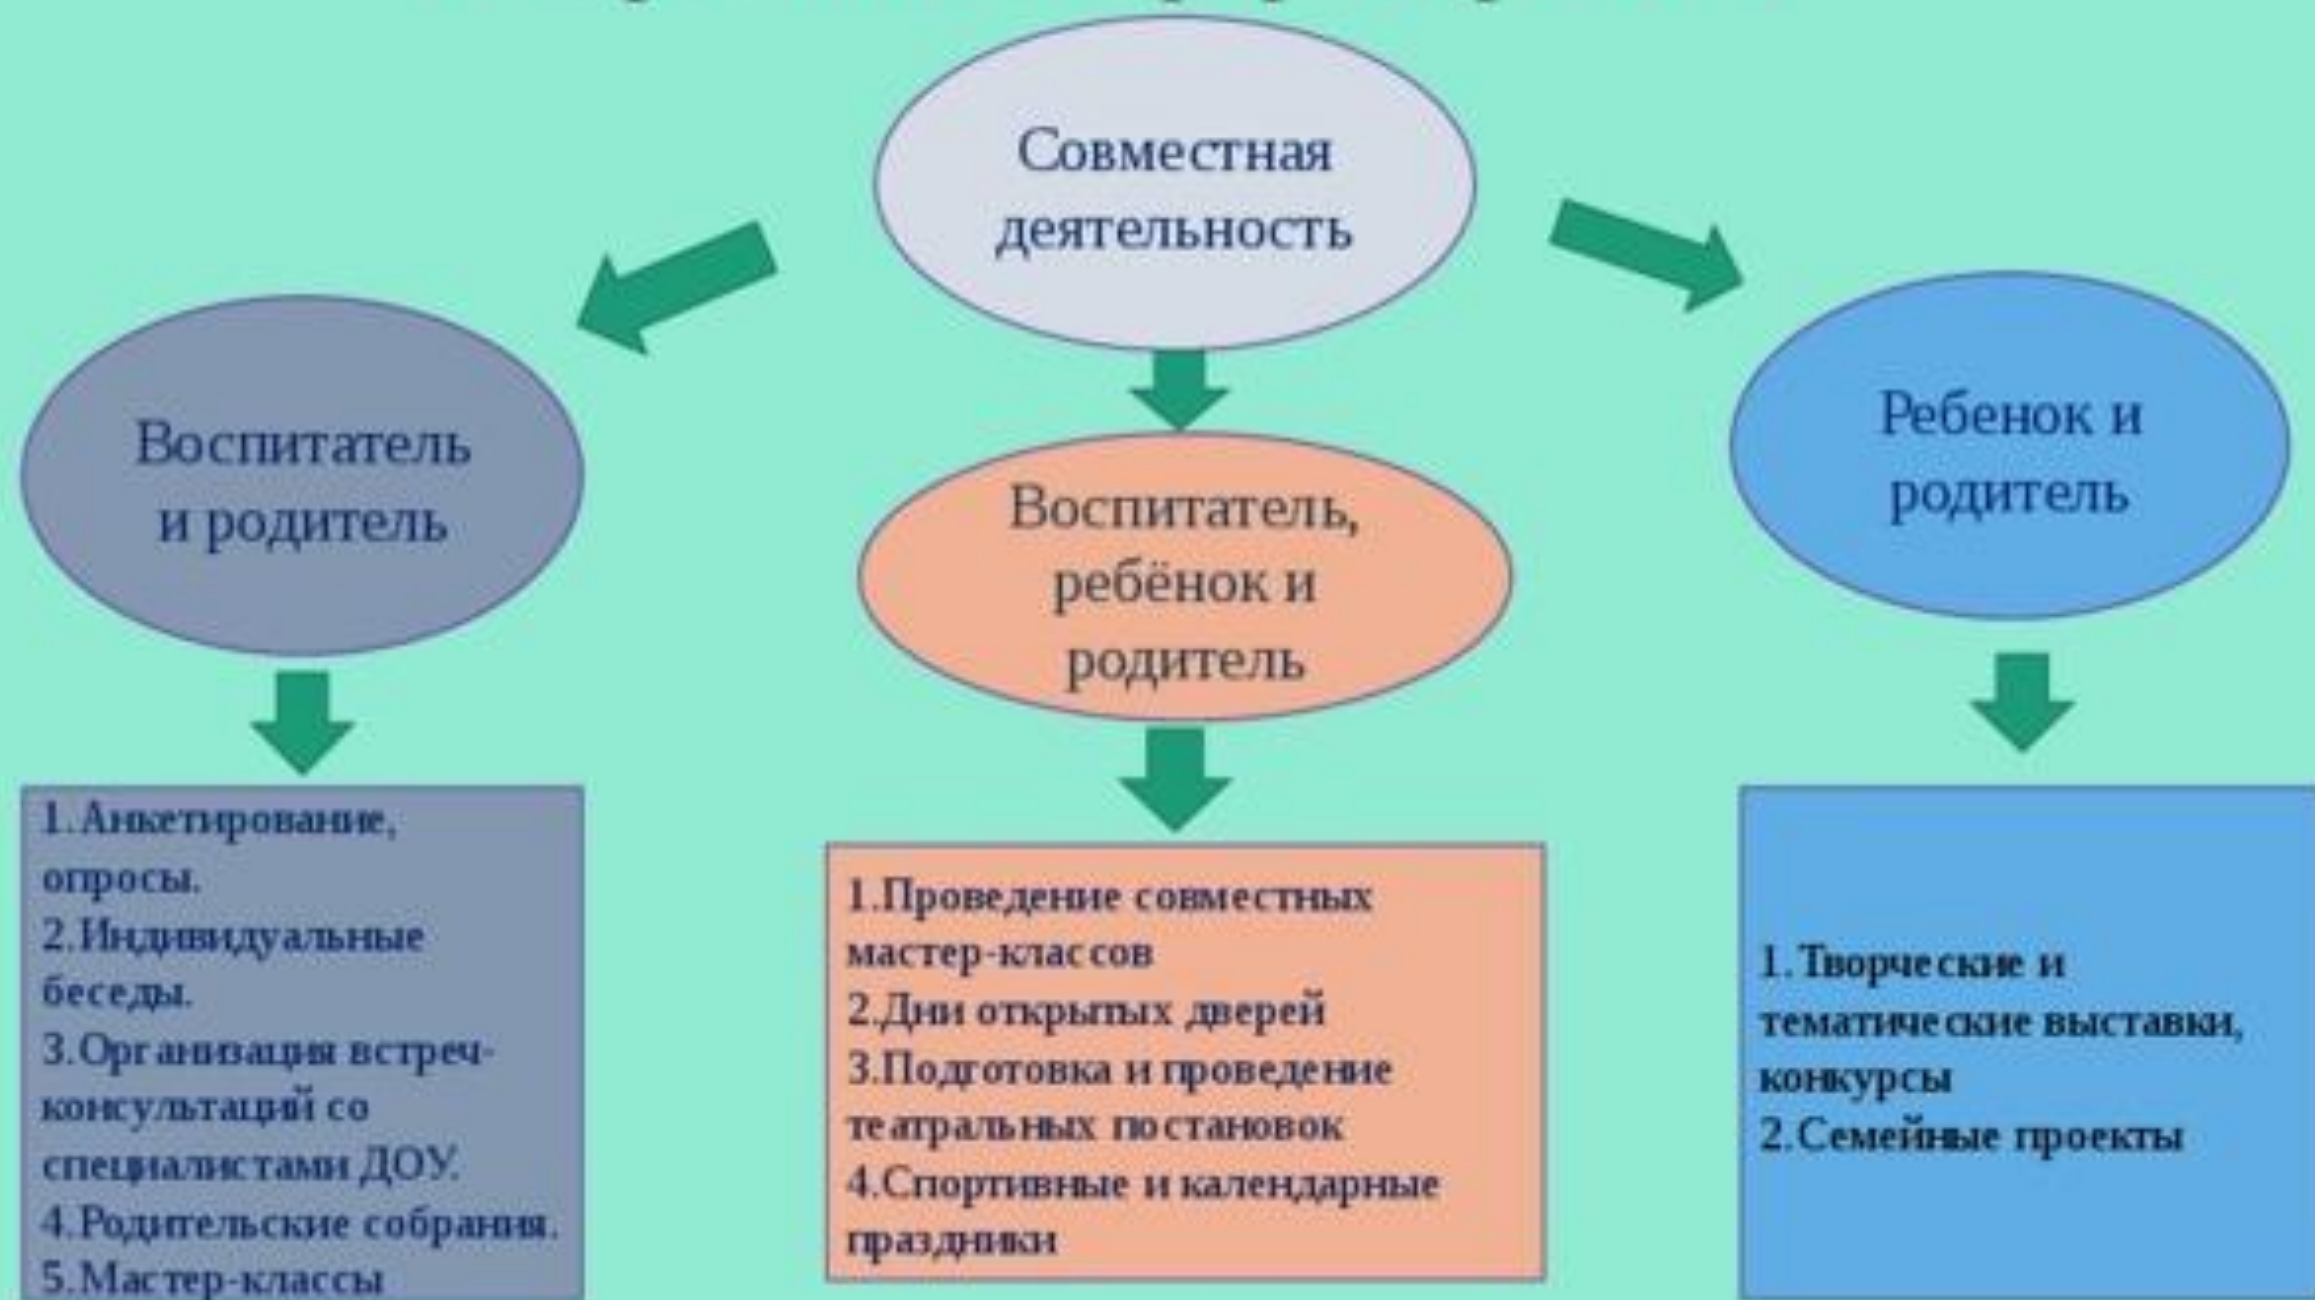 Совместная
деятельность
Воспитатель
и родитель
Воспитатель,
ребёнок и
родитель
Ребенок и
родитель
1.Анкетирование,
опросы.
2.Индивидуальные
беседы.
3.Организация встреч-
консультаций со
специалистами ДОУ.
4.Родительские собрания.
5.Мастер-классы
1.Проведение совместных
мастер-классов
2.Дни открытых дверей
3.Подготовка и проведение
театральных постановок
4.Спортивные и календарные
праздники
1.Творческие и
тематические выставки,
конкурсы
2.Семейные проекты